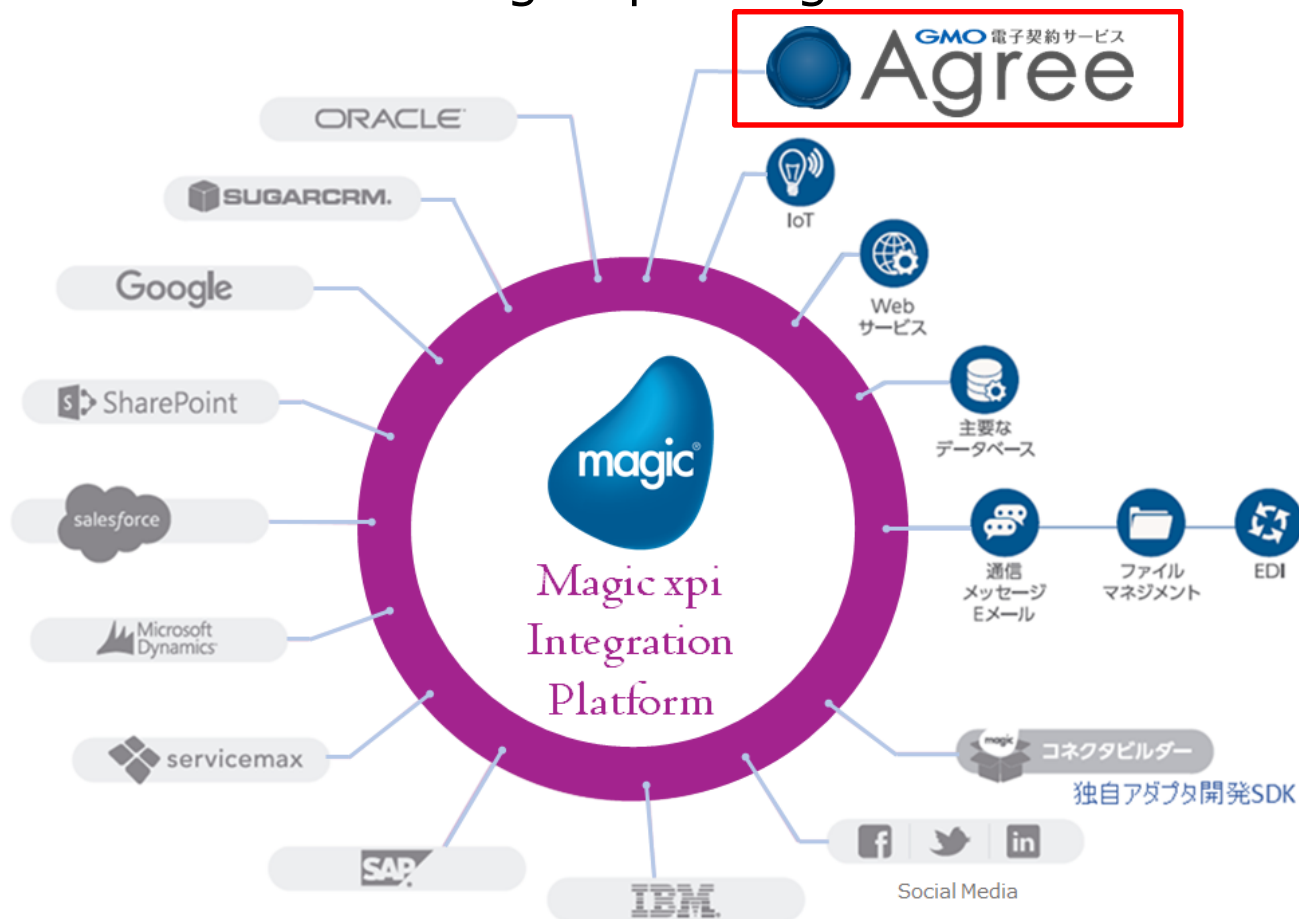 GMO 電子契約サービス
Agree
ORACLE
IoT
SUGARCRM.
Web
サービス
Google
主要な
データベース
SharePoint
magic
salesforce
通信
メッセージ
Eメール
ファイル
マネジメント
EDI
Magic xpi
Integration
Platform
Microsoft
Dynamics
servicemax
magic
コネクタビルダー
独自アダプタ開発SDK
SAP
IBM
Social Media